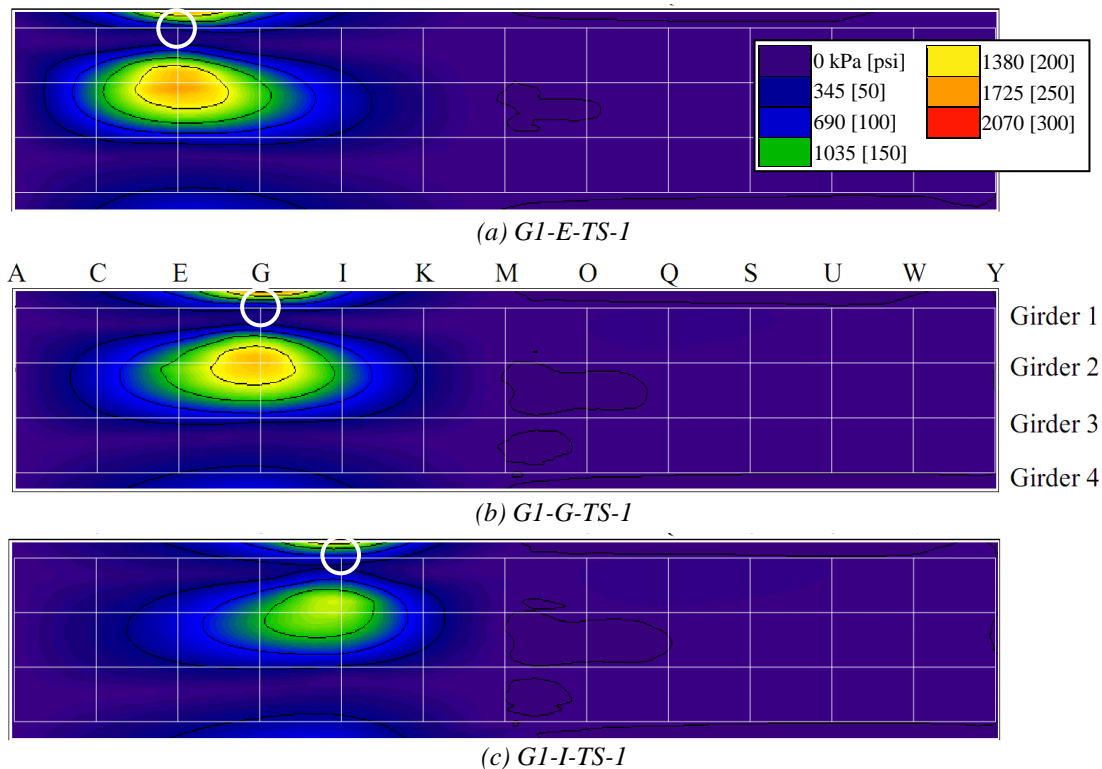 0 kPa [psi]
345 [50]
690 [100]
1035 [150]
1380 [200]
1725 [250]
2070 [300]
(a) G1-E-TS-1
A C E G I K M O Q S U W Y
Girder 1
Girder 2
Girder 3
Girder 4
(b) G1-G-TS-1
(c) G1-I-TS-1